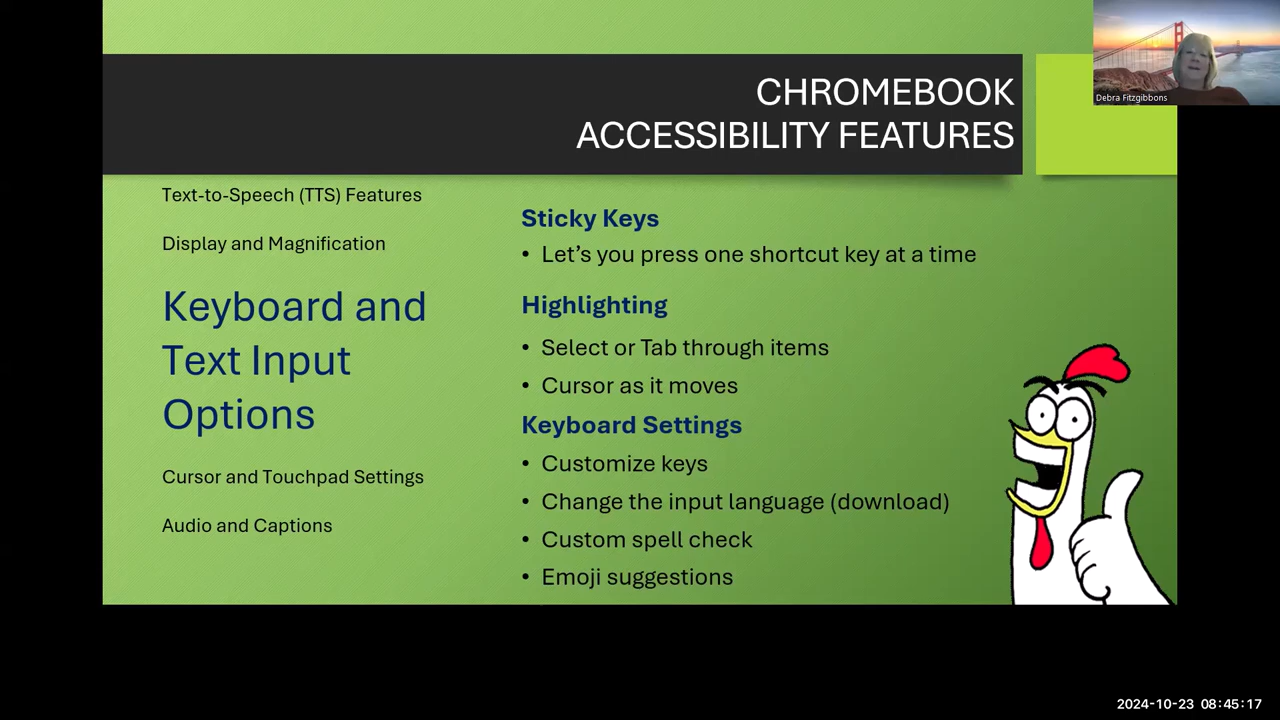 CHROMEBOOK
ACCESSIBILITY FEATURES
Debra Fitzgibbons
Text-to-Speech (TTS) Features
Display and Magnification
Keyboard and
Text Input
Options
Cursor and Touchpad Settings
Audio and Captions
Sticky Keys
• Let’s you press one shortcut key at a time
Highlighting
• Select or Tab through items
• Cursor as it moves
Keyboard Settings
• Customize keys
• Change the input language (download)
• Custom spell check
• Emoji suggestions
2024-10-23 08:45:17